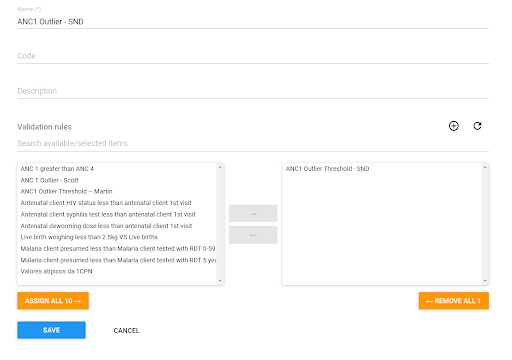 Name (*)
ANC1 Outlier - SND
Code
Description
Validation rules
Search available/selected items
ANC 1 greater than ANC 4
ANC 1 Outlier - Scott
ANC1 Outlier Threshold – Martin
Antenatal client HIV status less than antenatal client 1st visit
Antenatal client syphilis test less than antenatal client 1st visit
Antenatal deworming dose less than antenatal client 1st visit
Live birth weighing less than 2.5kg VS Live births
Malaria client presumed less than Malaria client tested with RDT 0-59
Malaria client presumed less than Malaria client tested with RDT 5 yea
Valores atipicos da 1CPN
→
←
ANC1 Outlier Threshold - SND
ASSIGN ALL 10 →
← REMOVE ALL 1
SAVE
CANCEL